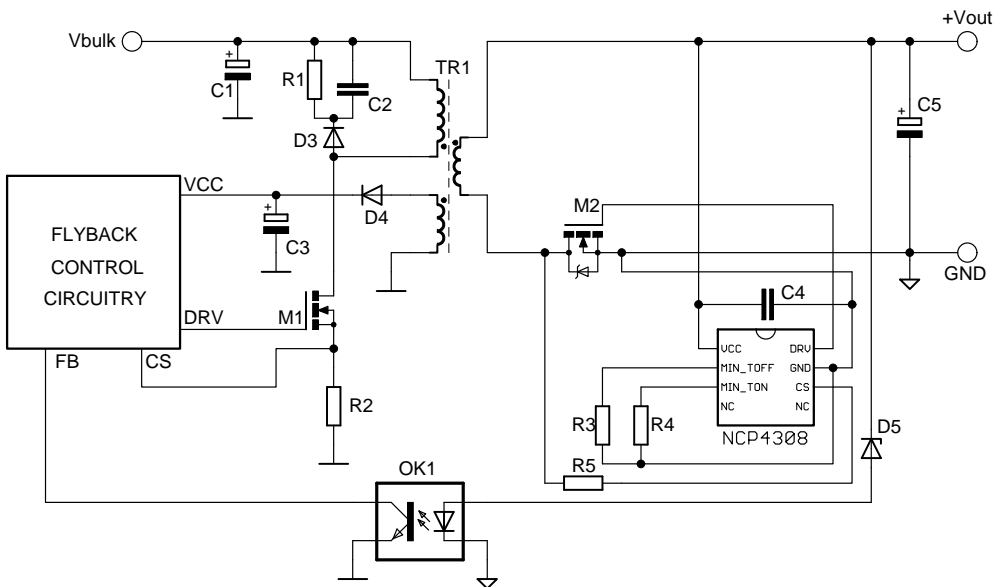 +Vout
Vbulk
+
C1
R1
C2
TR1
+
C5
D3
VCC
D4
M2
+
C3
FLYBACK
CONTROL
CIRCUITRY
GND
C4
M1
DRV
FB
CS
VCC
DRV
MIN_TOFF
GND
MIN_TON
CS
NC
NC
NCP4308
R2
R3
R4
D5
R5
OK1